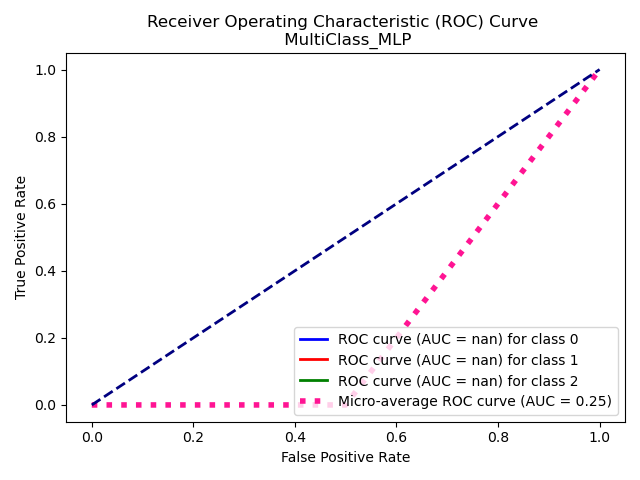 Receiver Operating Characteristic (ROC) Curve
MultiClass_MLP
True Positive Rate
1.0
0.8
0.6
0.4
0.2
0.0
ROC curve (AUC = nan) for class 0
ROC curve (AUC = nan) for class 1
ROC curve (AUC = nan) for class 2
Micro-average ROC curve (AUC = 0.25)
0.0 0.2 0.4 0.6 0.8 1.0
False Positive Rate